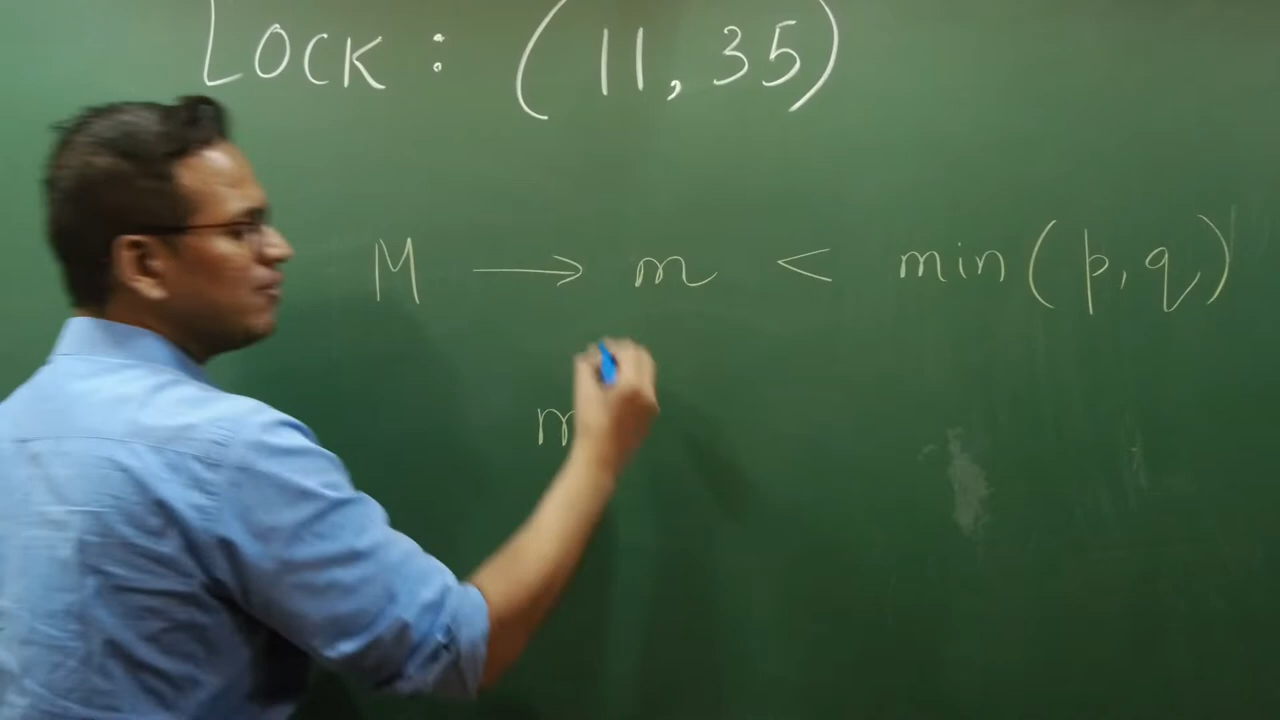 LOCK : (11, 35)
M → m < min(p, q)
m